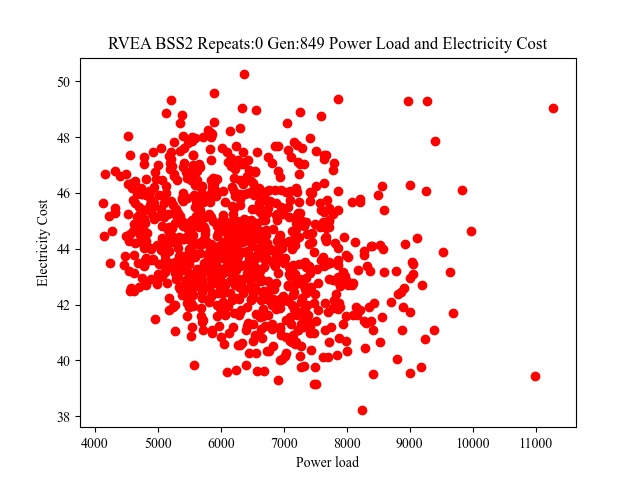 RVEA BSS2 Repeats:0 Gen:849 Power Load and Electricity Cost
50
48
46
44
42
40
38
Electricity Cost
4000 5000 6000 7000 8000 9000 10000 11000
Power load